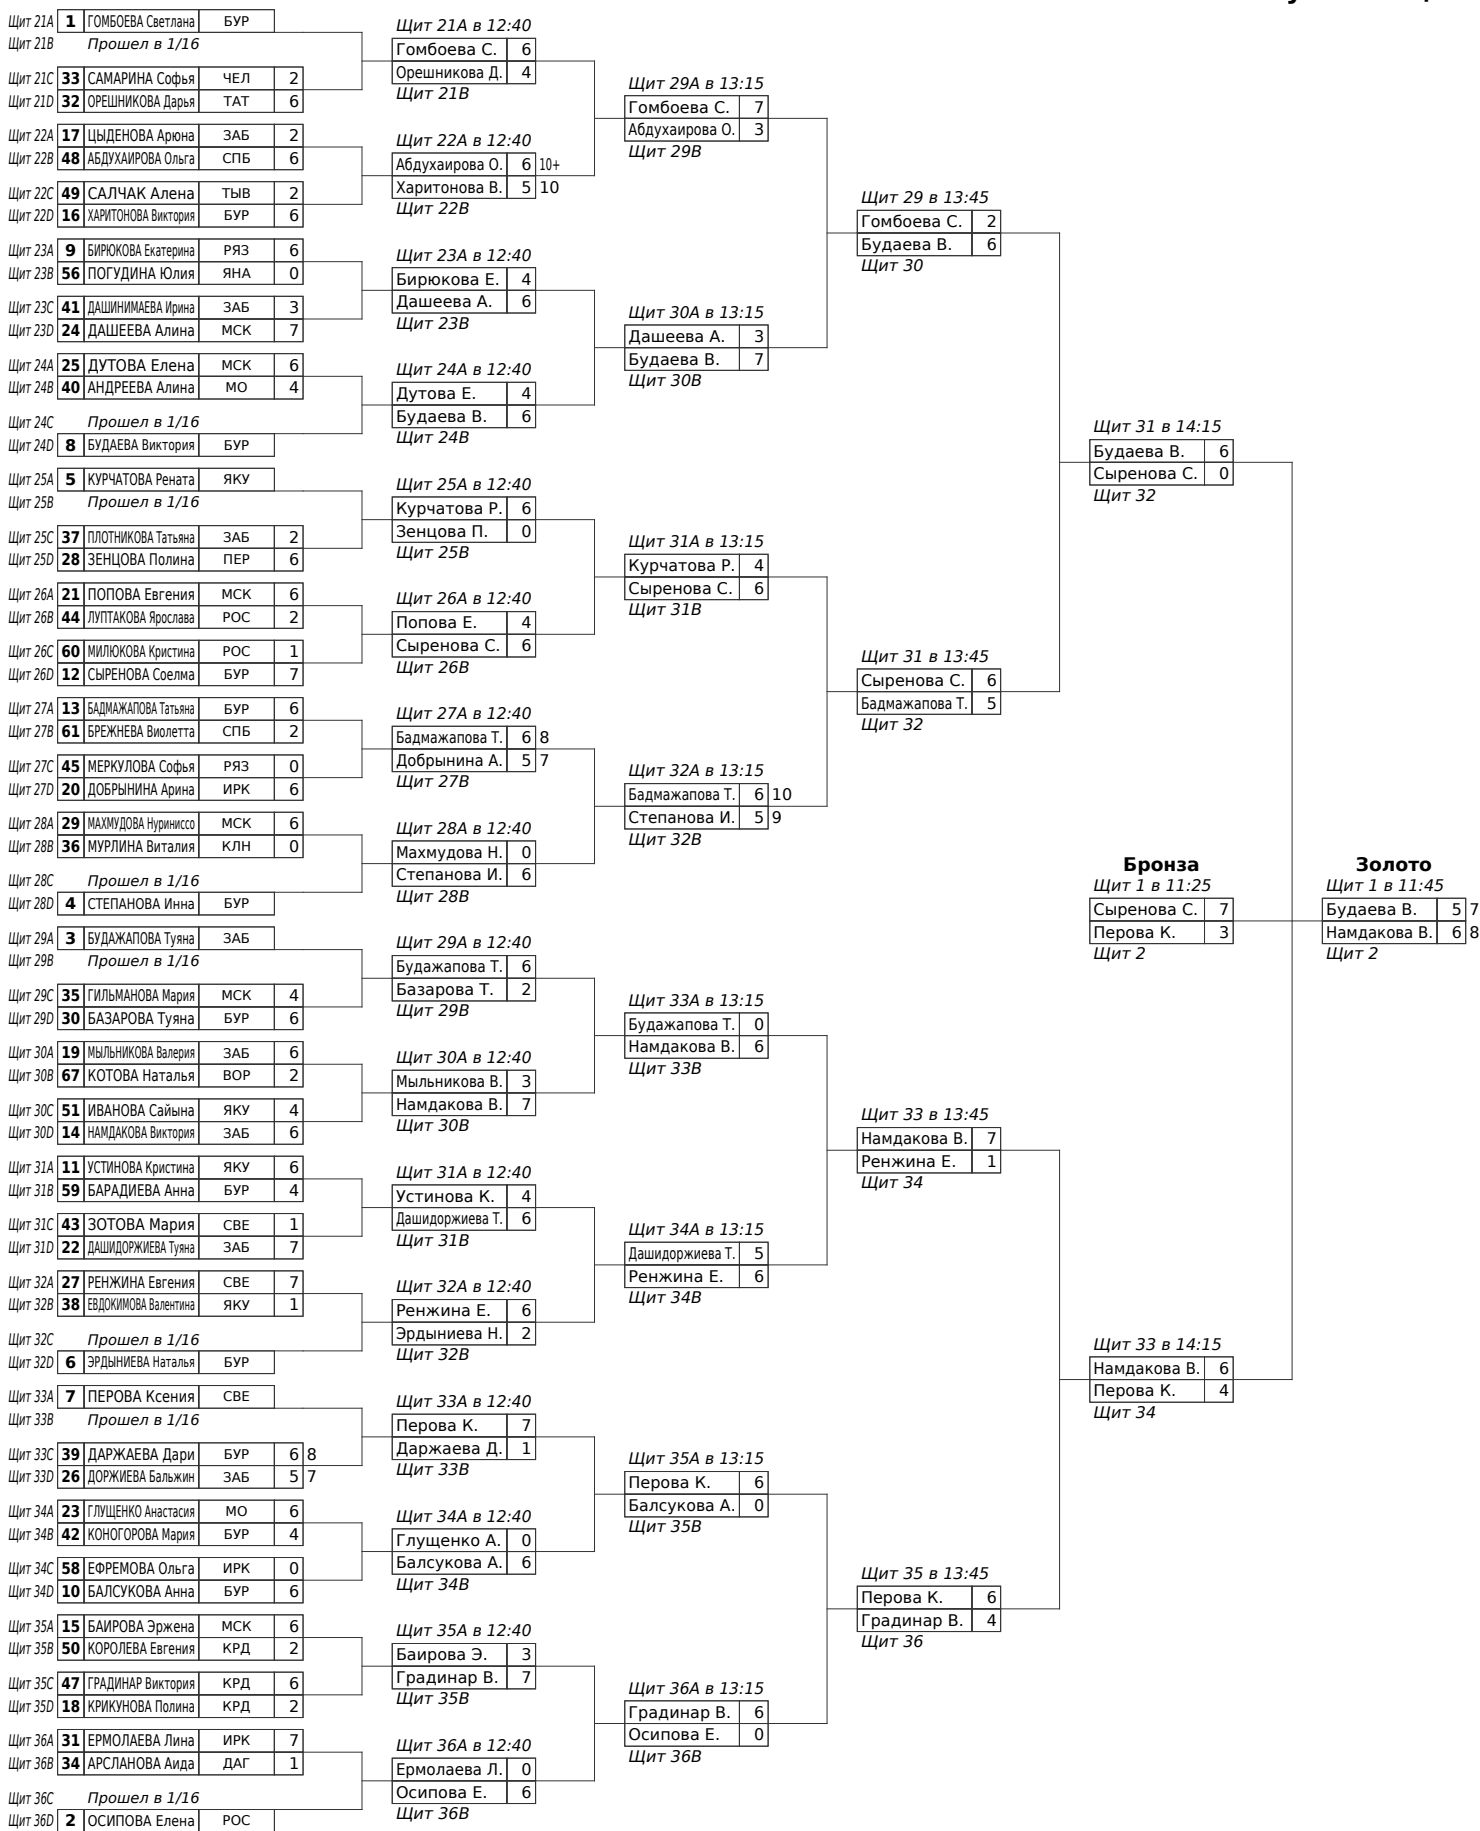 Щит 21A 1 ГОМБОЕВА Светлана БУР
Щит 21B Прошел в 1/16
Щит 21C 33 САМАРИНА Софья ЧЕЛ 2
Щит 21D 32 ОРЕШНИКОВА Дарья ТАТ 6
Щит 22A 17 ЦЫДЕНОВА Арюна ЗАБ 2
Щит 22B 48 АБДУХАИРОВА Ольга СПБ 6
Щит 22C 49 САЛЧАК Алена ТЫВ 2
Щит 22D 16 ХАРИТОНОВА Виктория БУР 6
Щит 23A 9 БИРЮКОВА Екатерина РЯЗ 6
Щит 23B 56 ПОГУДИНА Юлия ЯНА 0
Щит 23C 41 ДАШИНИМАЕВА Ирина ЗАБ 3
Щит 23D 24 ДАШЕЕВА Алина МСК 7
Щит 24A 25 ДУТОВА Елена МСК 6
Щит 24B 40 АНДРЕЕВА Алина МО 4
Щит 24C Прошел в 1/16
Щит 24D 8 БУДАЕВА Виктория БУР
Щит 25A 5 КУРЧАТОВА Рената ЯКУ
Щит 25B Прошел в 1/16
Щит 25C 37 ПЛОТНИКОВА Татьяна ЗАБ 2
Щит 25D 28 ЗЕНЦОВА Полина ПЕР 6
Щит 26A 21 ПОПОВА Евгения МСК 6
Щит 26B 44 ЛУПТАКОВА Ярослава РОС 2
Щит 26C 60 МИЛЮКОВА Кристина РОС 1
Щит 26D 12 СЫРЕНОВА Соелма БУР 7
Щит 27A 13 БАДМАЖАПОВА Татьяна БУР 6
Щит 27B 61 БРЕЖНЕВА Виолетта СПБ 2
Щит 27C 45 МЕРКУЛОВА Софья РЯЗ 0
Щит 27D 20 ДОБРЫНИНА Арина ИРК 6
Щит 28A 29 МАХМУДОВА Нуриниссо МСК 6
Щит 28B 36 МУРЛИНА Виталия КЛН 0
Щит 28C Прошел в 1/16
Щит 28D 4 СТЕПАНОВА Инна БУР
Щит 29A 3 БУДАЖАПОВА Туяна ЗАБ
Щит 29B Прошел в 1/16
Щит 29C 35 ГИЛЬМАНОВА Мария МСК 4
Щит 29D 30 БАЗАРОВА Туяна БУР 6
Щит 30A 19 МЫЛЬНИКОВА Валерия ЗАБ 6
Щит 30B 67 КОТОВА Наталья ВОР 2
Щит 30C 51 ИВАНОВА Сайына ЯКУ 4
Щит 30D 14 НАМДАКОВА Виктория ЗАБ 6
Щит 31A 11 УСТИНОВА Кристина ЯКУ 6
Щит 31B 59 БАРАДИЕВА Анна БУР 4
Щит 31C 43 ЗОТОВА Мария СВЕ 1
Щит 31D 22 ДАШИДОРЖИЕВА Туяна ЗАБ 7
Щит 32A 27 РЕНЖИНА Евгения СВЕ 7
Щит 32B 38 ЕВДОКИМОВА Валентина ЯКУ 1
Щит 32C Прошел в 1/16
Щит 32D 6 ЭРДЫНИЕВА Наталья БУР
Щит 33A 7 ПЕРОВА Ксения СВЕ
Щит 33B Прошел в 1/16
Щит 33C 39 ДАРЖАЕВА Дари БУР 6 8
Щит 33D 26 ДОРЖИЕВА Бальжин ЗАБ 5 7
Щит 34A 23 ГЛУЩЕНКО Анастасия МО 6
Щит 34B 42 КОНОГОРОВА Мария БУР 4
Щит 34C 58 ЕФРЕМОВА Ольга ИРК 0
Щит 34D 10 БАЛСУКОВА Анна БУР 6
Щит 35A 15 БАИРОВА Эржена МСК 6
Щит 35B 50 КОРОЛЕВА Евгения КРД 2
Щит 35C 47 ГРАДИНАР Виктория КРД 6
Щит 35D 18 КРИКУНОВА Полина КРД 2
Щит 36A 31 ЕРМОЛАЕВА Лина ИРК 7
Щит 36B 34 АРСЛАНОВА Аида ДАГ 1
Щит 36C Прошел в 1/16
Щит 36D 2 ОСИПОВА Елена РОС
Щит 21A в 12:40
Гомбоева С. 6
Орешникова Д. 4
Щит 21B
Щит 22A в 12:40
Абдухаирова О. 6 10+
Харитонова В. 5 10
Щит 22B
Щит 23A в 12:40
Бирюкова Е. 4
Дашеева А. 6
Щит 23B
Щит 24A в 12:40
Дутова Е. 4
Будаева В. 6
Щит 24B
Щит 25A в 12:40
Курчатова Р. 6
Зенцова П. 0
Щит 25B
Щит 26A в 12:40
Попова Е. 4
Сыренова С. 6
Щит 26B
Щит 27A в 12:40
Бадмажапова Т. 6 8
Добрынина А. 5 7
Щит 27B
Щит 28A в 12:40
Махмудова Н. 0
Степанова И. 6
Щит 28B
Щит 29A в 12:40
Будажапова Т. 6
Базарова Т. 2
Щит 29B
Щит 30A в 12:40
Мыльникова В. 3
Намдакова В. 7
Щит 30B
Щит 31A в 12:40
Устинова К. 4
Дашидоржиева Т. 6
Щит 31B
Щит 32A в 12:40
Ренжина Е. 6
Эрдыниева Н. 2
Щит 32B
Щит 33A в 12:40
Перова К. 7
Даржаева Д. 1
Щит 33B
Щит 34A в 12:40
Глущенко А. 0
Балсукова А. 6
Щит 34B
Щит 35A в 12:40
Баирова Э. 3
Градинар В. 7
Щит 35B
Щит 36A в 12:40
Ермолаева Л. 0
Осипова Е. 6
Щит 36B
Щит 29A в 13:15
Гомбоева С. 7
Абдухаирова О. 3
Щит 29B
Щит 30A в 13:15
Дашеева А. 3
Будаева В. 7
Щит 30B
Щит 31A в 13:15
Курчатова Р. 4
Сыренова С. 6
Щит 31B
Щит 32A в 13:15
Бадмажапова Т. 6 10
Степанова И. 5 9
Щит 32B
Щит 33A в 13:15
Будажапова Т. 0
Намдакова В. 6
Щит 33B
Щит 34A в 13:15
Дашидоржиева Т. 5
Ренжина Е. 6
Щит 34B
Щит 35A в 13:15
Перова К. 6
Балсукова А. 0
Щит 35B
Щит 36A в 13:15
Градинар В. 6
Осипова Е. 0
Щит 36B
Щит 29 в 13:45
Гомбоева С. 2
Будаева В. 6
Щит 30
Щит 31 в 13:45
Сыренова С. 6
Бадмажапова Т. 5
Щит 32
Щит 33 в 13:45
Намдакова В. 7
Ренжина Е. 1
Щит 34
Щит 35 в 13:45
Перова К. 6
Градинар В. 4
Щит 36
Щит 31 в 14:15
Будаева В. 6
Сыренова С. 0
Щит 32
Щит 33 в 14:15
Намдакова В. 6
Перова К. 4
Щит 34
Бронза
Щит 1 в 11:25
Сыренова С. 7
Перова К. 3
Щит 2
Золото
Щит 1 в 11:45
Будаева В. 5 7
Намдакова В. 6 8
Щит 2